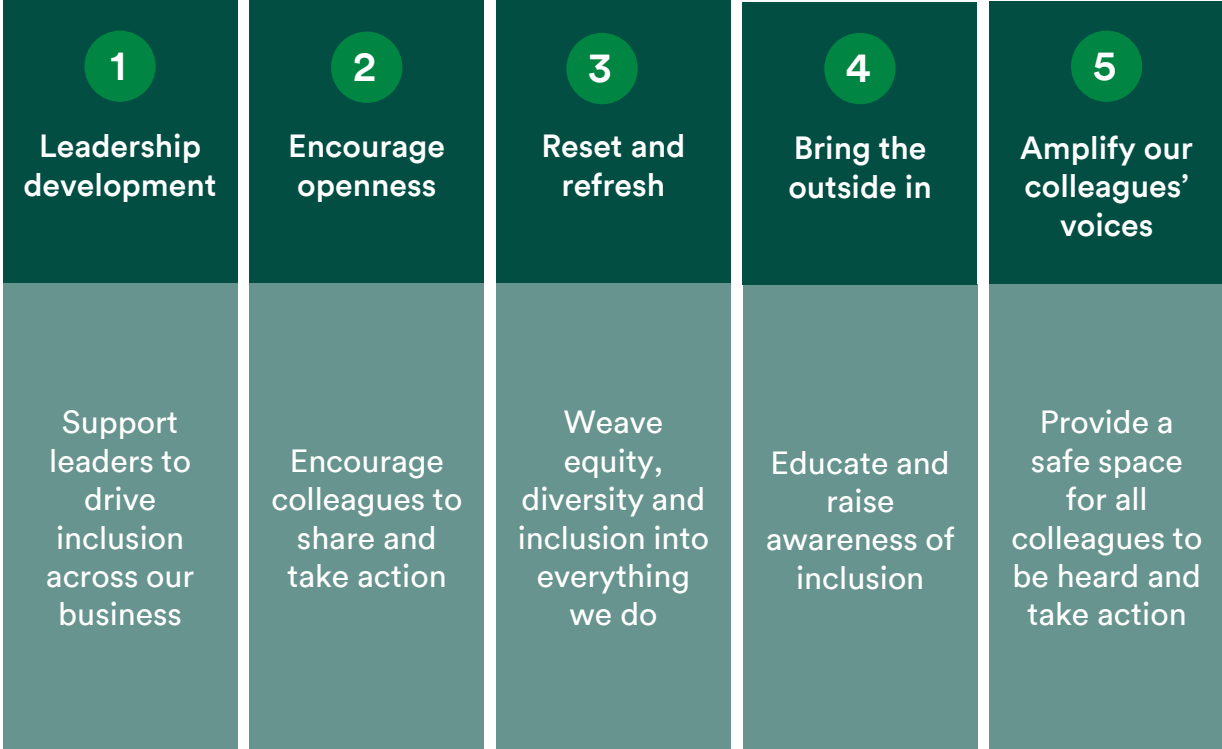 1
Leadership
development
Support
leaders to
drive
inclusion
across our
business
2
Encourage
openness
Encourage
colleagues to
share and
take action
3
Reset and
refresh
Weave
equity,
diversity and
inclusion into
everything
we do
4
Bring the
outside in
Educate and
raise
awareness of
inclusion
5
Amplify our
colleagues’
voices
Provide a
safe space
for all
colleagues to
be heard and
take action